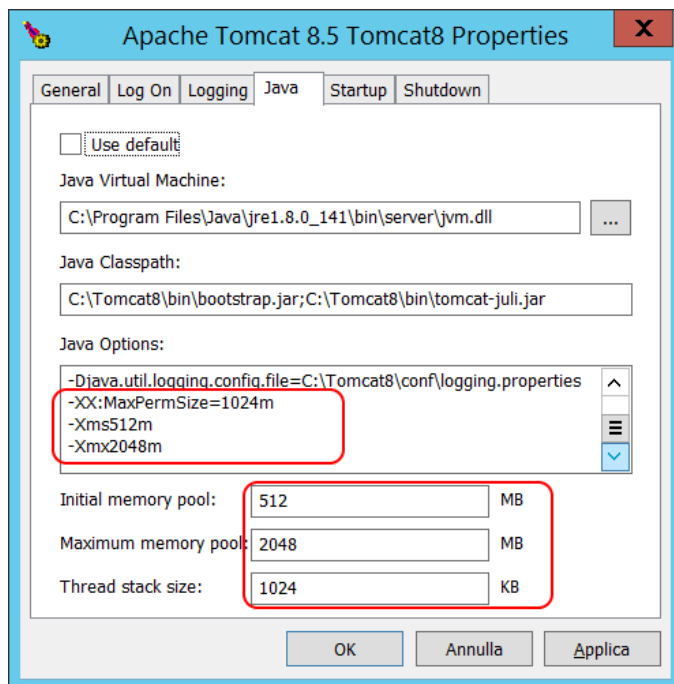 Apache Tomcat 8.5 Tomcat8 Properties
X
General Log On Logging Java Startup Shutdown
Use default
Java Virtual Machine:
C:\Program Files\Java\jre1.8.0_141\bin\server\jvm.dll ...
Java Classpath:
C:\Tomcat8\bin\bootstrap.jar;C:\Tomcat8\bin\tomcat-juli.jar
Java Options:
-Djava.util.logging.config.file=C:\Tomcat8\conf\logging.properties
-XX:MaxPermSize=1024m
-Xms512m
-Xmx2048m
Initial memory pool: 512 MB
Maximum memory pool: 2048 MB
Thread stack size: 1024 KB
OK Annulla Applica